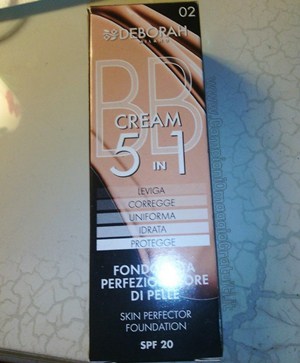 02
DEBORAH
MILANO
BB
CREAM
5 IN 1
LEVIGA
CORREGGE
UNIFORMA
IDRATA
PROTEGGE
DI PELLE
SKIN PERFECTOR
FOUNDATION
SPF 20